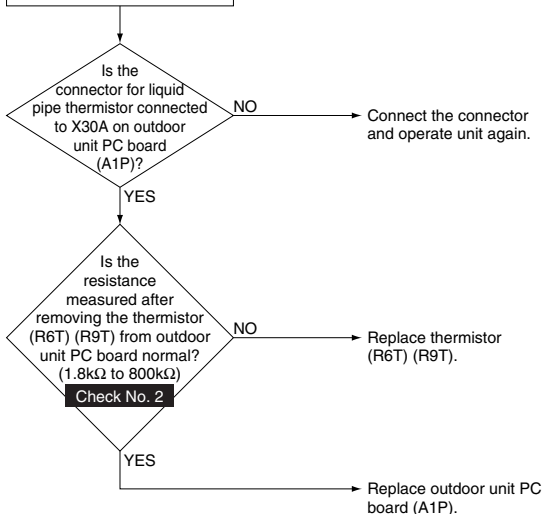 Is the
connector for liquid
pipe thermistor connected
to X30A on outdoor
unit PC board
(A1P)?
NO
Connect the connector
and operate unit again.
YES
Is the
resistance
measured after
removing the thermistor
(R6T) (R9T) from outdoor
unit PC board normal?
(1.8kΩ to 800kΩ)
Check No. 2
NO
Replace thermistor
(R6T) (R9T).
YES
Replace outdoor unit PC
board (A1P).